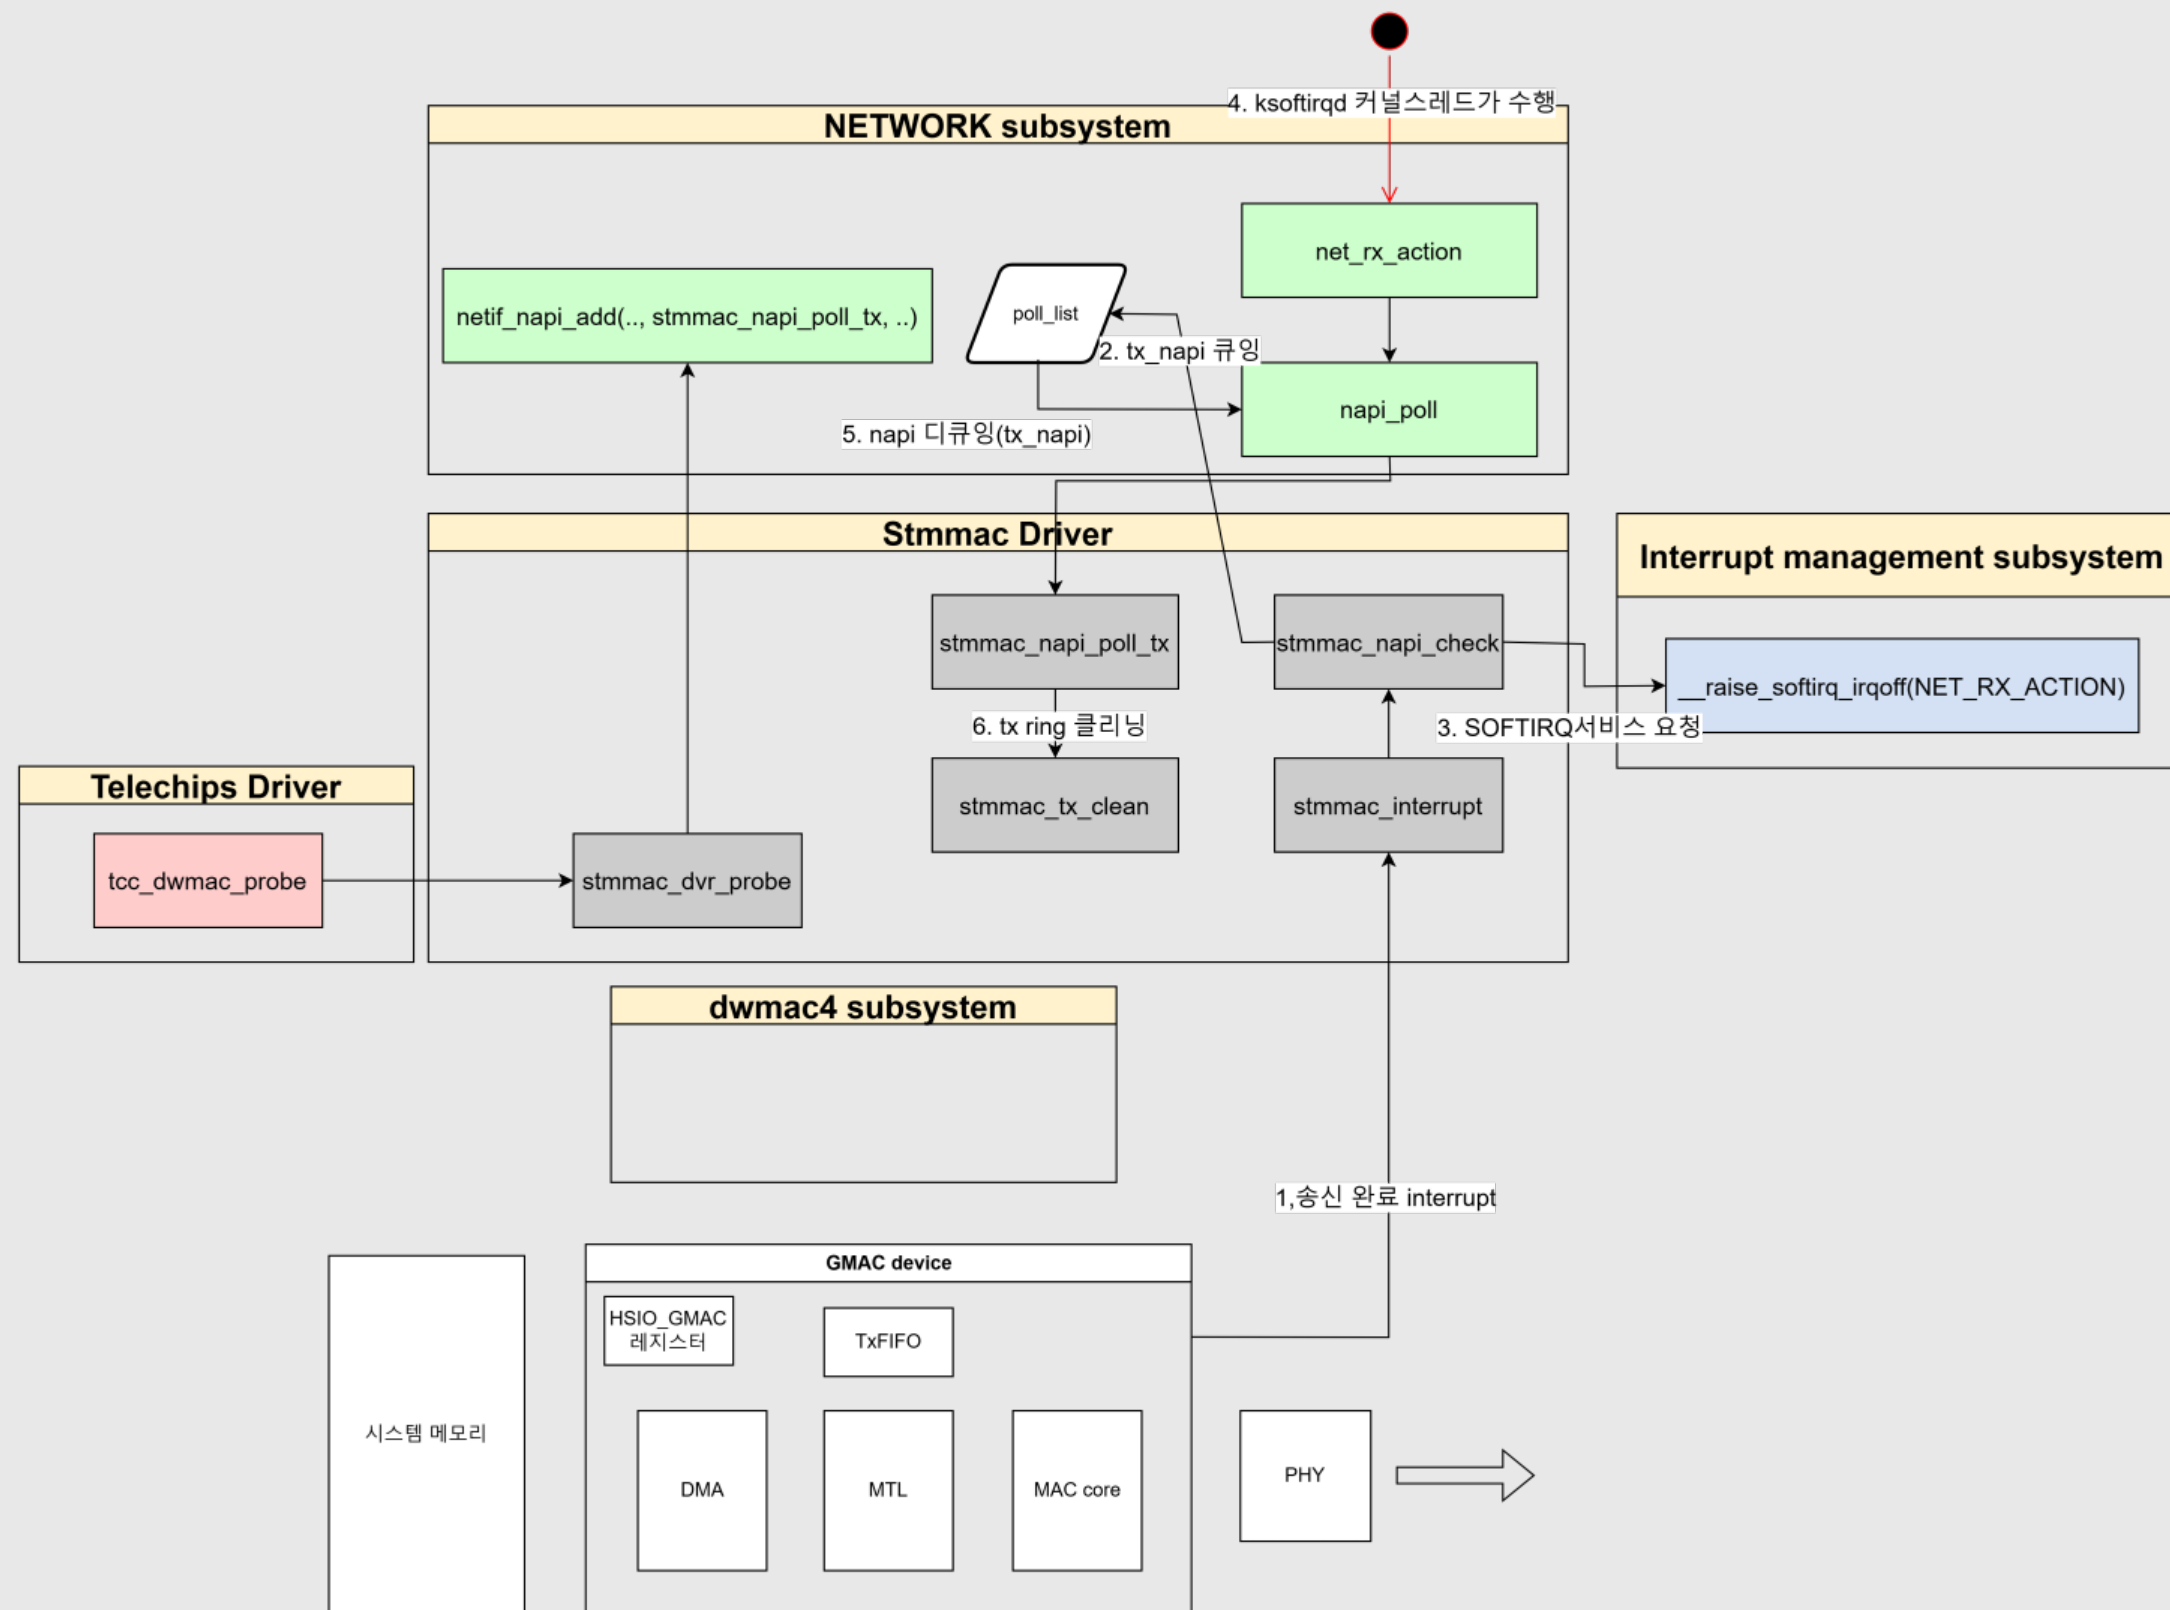 4. ksoftirqd 커널스레드가 수행
NETWORK subsystem
net_rx_action
netif_napi_add(.., stmmac_napi_poll_tx, ..)
poll_list
2. tx_napi 큐잉
napi_poll
5. napi 디큐잉(tx_napi)
Stmmac Driver
Interrupt management subsystem
stmmac_napi_poll_tx
stmmac_napi_check
__raise_softirq_irqoff(NET_RX_ACTION)
6. tx ring 클리닝
3. SOFTIRQ서비스 요청
Telechips Driver
stmmac_tx_clean
stmmac_interrupt
tcc_dwmac_probe
stmmac_dvr_probe
dwmac4 subsystem
1,송신 완료 interrupt
GMAC device
HSIO_GMAC
레지스터
TxFIFO
시스템 메모리
DMA
MTL
MAC core
PHY